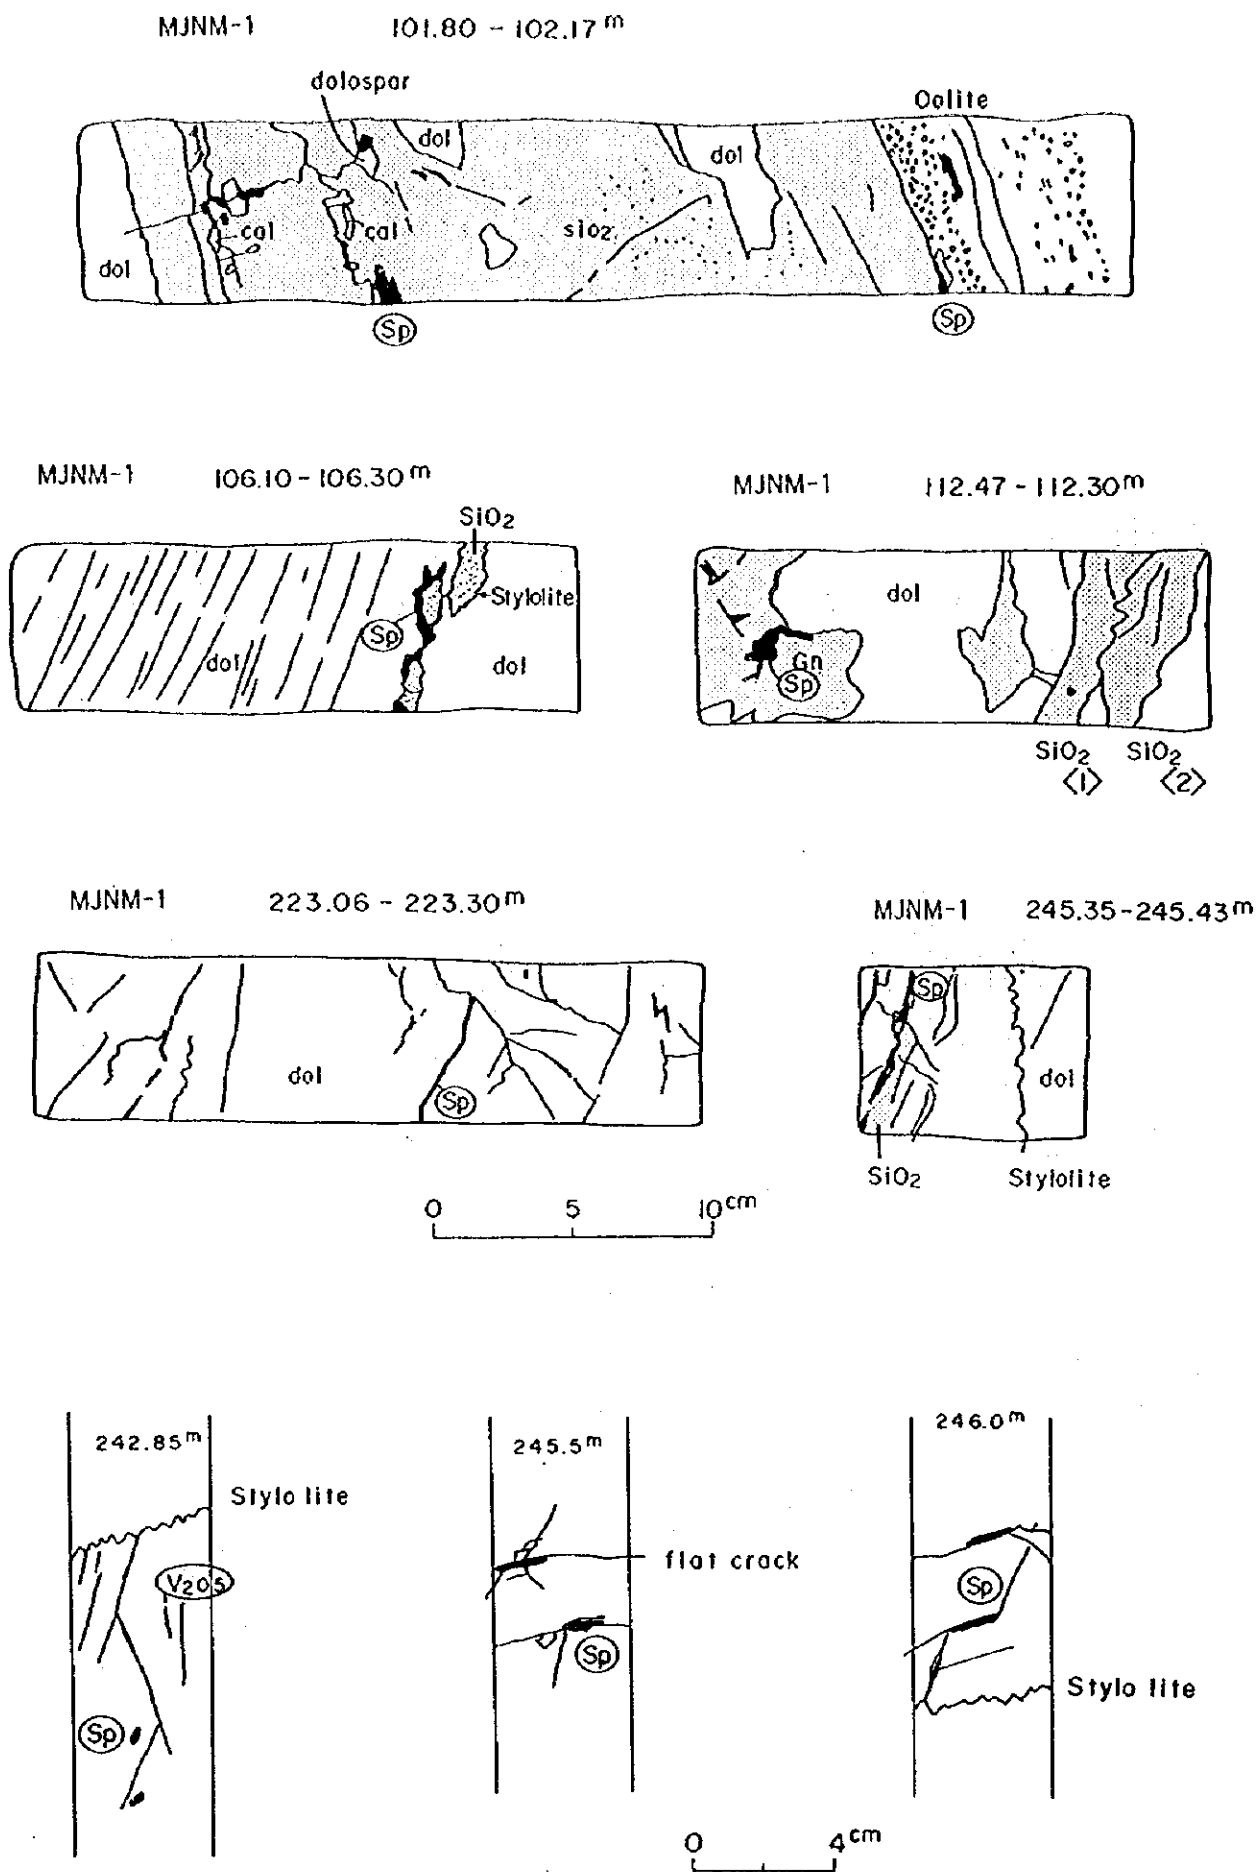 MJNM-1 101.80 - 102.17 m
dolospar
Oolite
dol
dol
cal
cal
sio2
dol
Sp
Sp
MJNM-1 106.10 - 106.30 m
SiO2
Stylolite
Sp
dol
dol
MJNM-1 112.47 - 112.30 m
dol
Gn
Sp
SiO2 SiO2
<1> <2>
MJNM-1 223.06 - 223.30 m
dol
Sp
MJNM-1 245.35-245.43 m
Sp
dol
SiO2 Stylolite
0 5 10 cm
242.85 m
Stylo lite
V2O5
Sp
245.5 m
flat crack
Sp
246.0 m
Sp
Stylo lite
0 4 cm